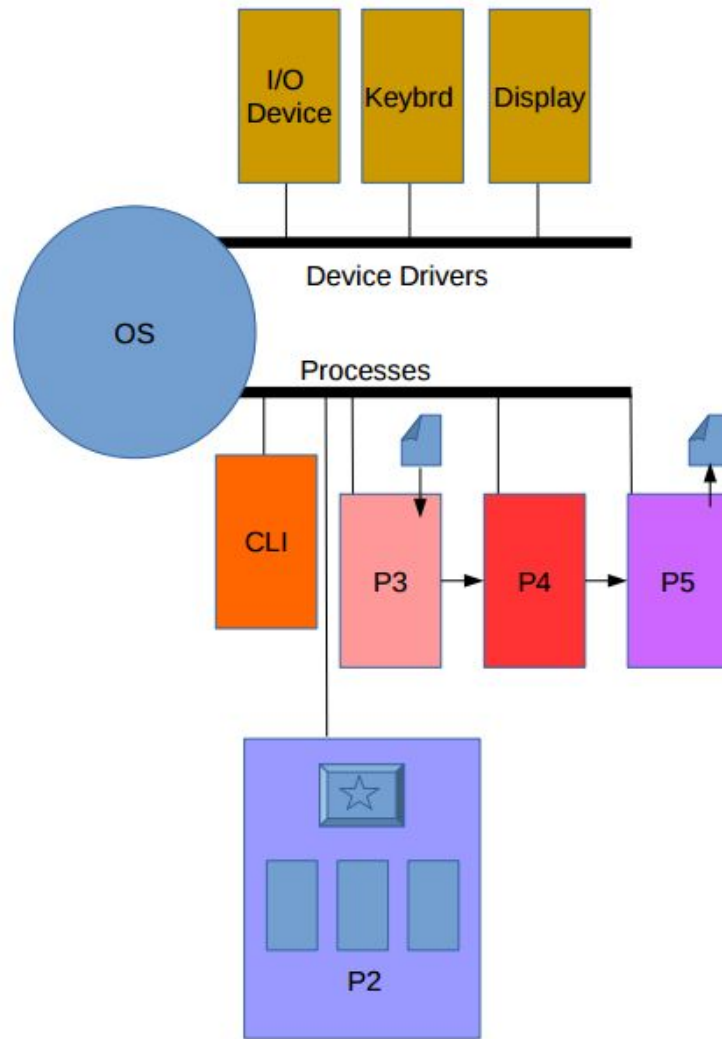 I/O
Device
Keybrd
Display
Device Drivers
OS
Processes
CLI
P3
P4
P5
P2